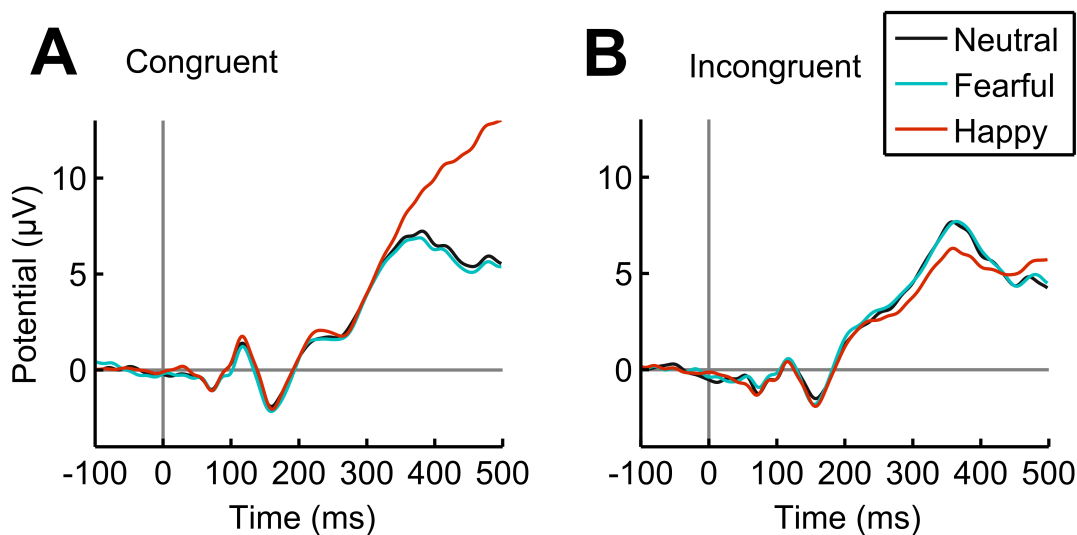 A
Congruent
B
Incongruent
Neutral
Fearful
Happy
Potential (µV)
10
5
0
-100 0 100 200 300 400 500
Time (ms)
10
5
0
-100 0 100 200 300 400 500
Time (ms)